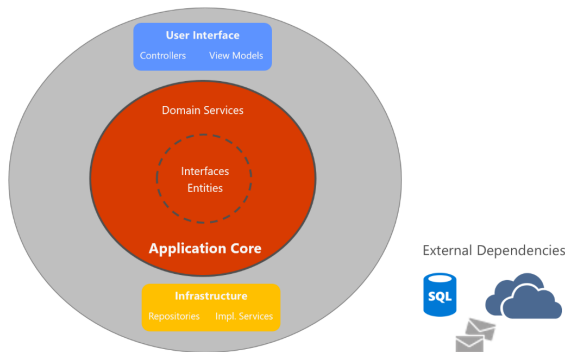 User Interface
Controllers View Models
Domain Services
Interfaces
Entities
Application Core
Infrastructure
Repositories Impl. Services
External Dependencies
SQL